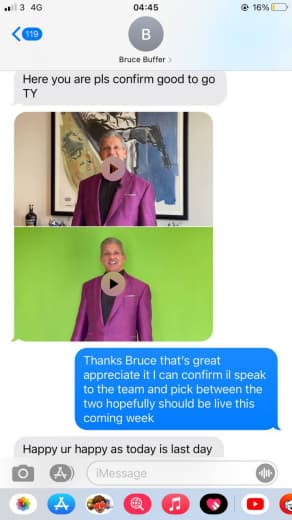 3 4G
04:45
16%
119
B
Bruce Buffer
Here you are pls confirm good to go
TY
Thanks Bruce that's great
appreciate it I can confirm il speak
to the team and pick between the
two hopefully should be live this
coming week
Happy ur happy as today is last day
iMessage